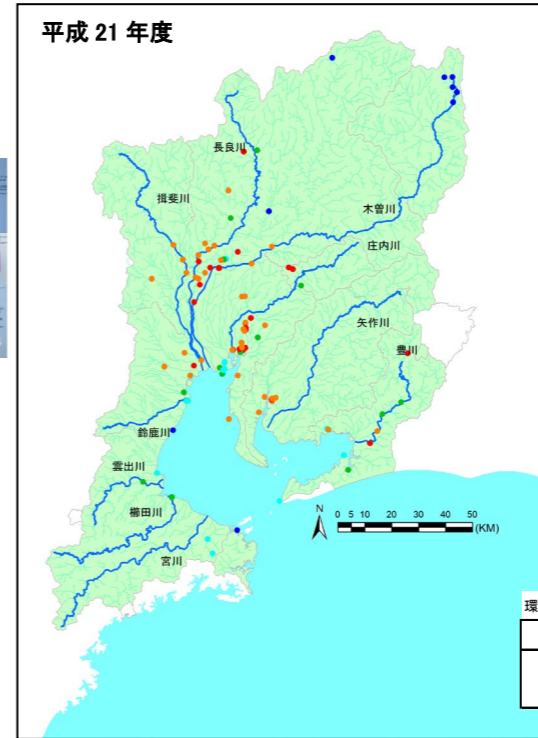 平成 21 年度
長良川
揖斐川
木曽川
庄内川
矢作川
豊川
鈴鹿川
雲出川
櫛田川
宮川
N
0 5 10 20 30 40 50
(KM)
環